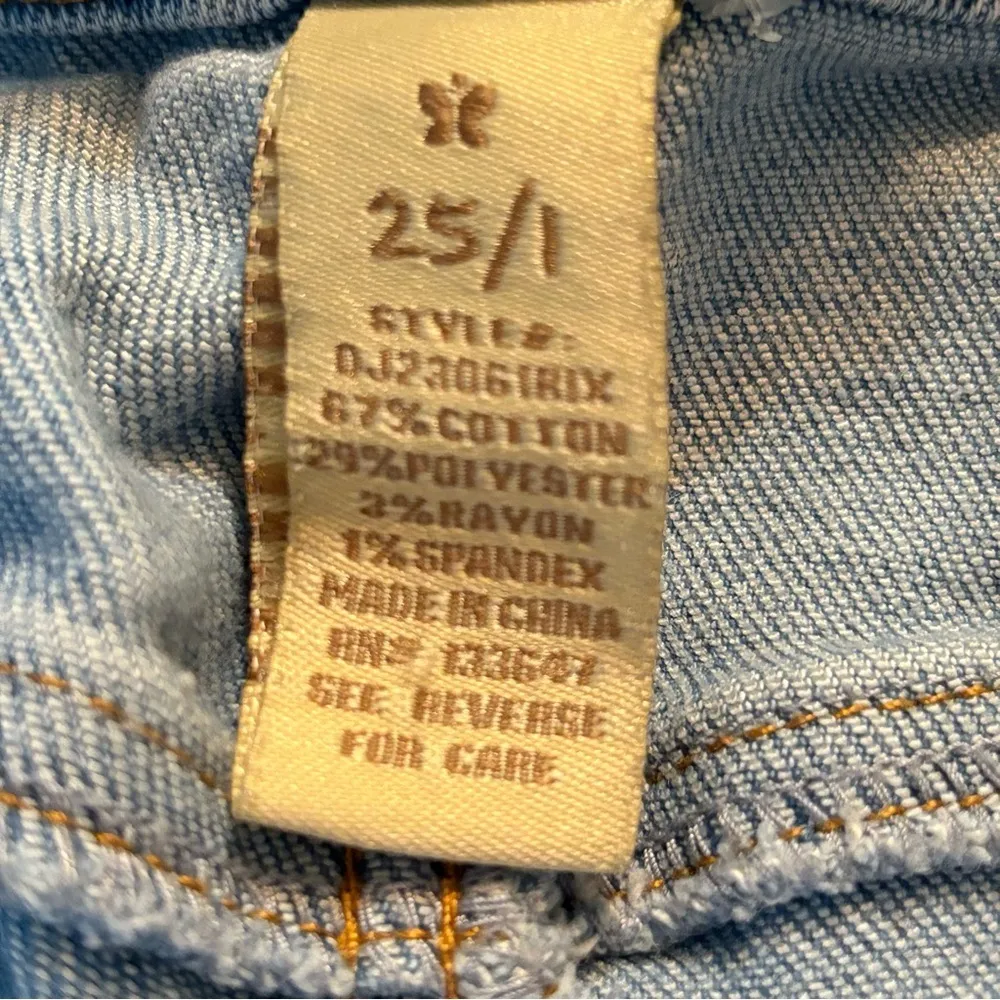 25/1
STYLE#:
67% COTTON
29% POLYESTER
3% RAYON
1% SPANDEX
MADE IN CHINA
RN# 133647
SEE REVERSE
FOR CARE